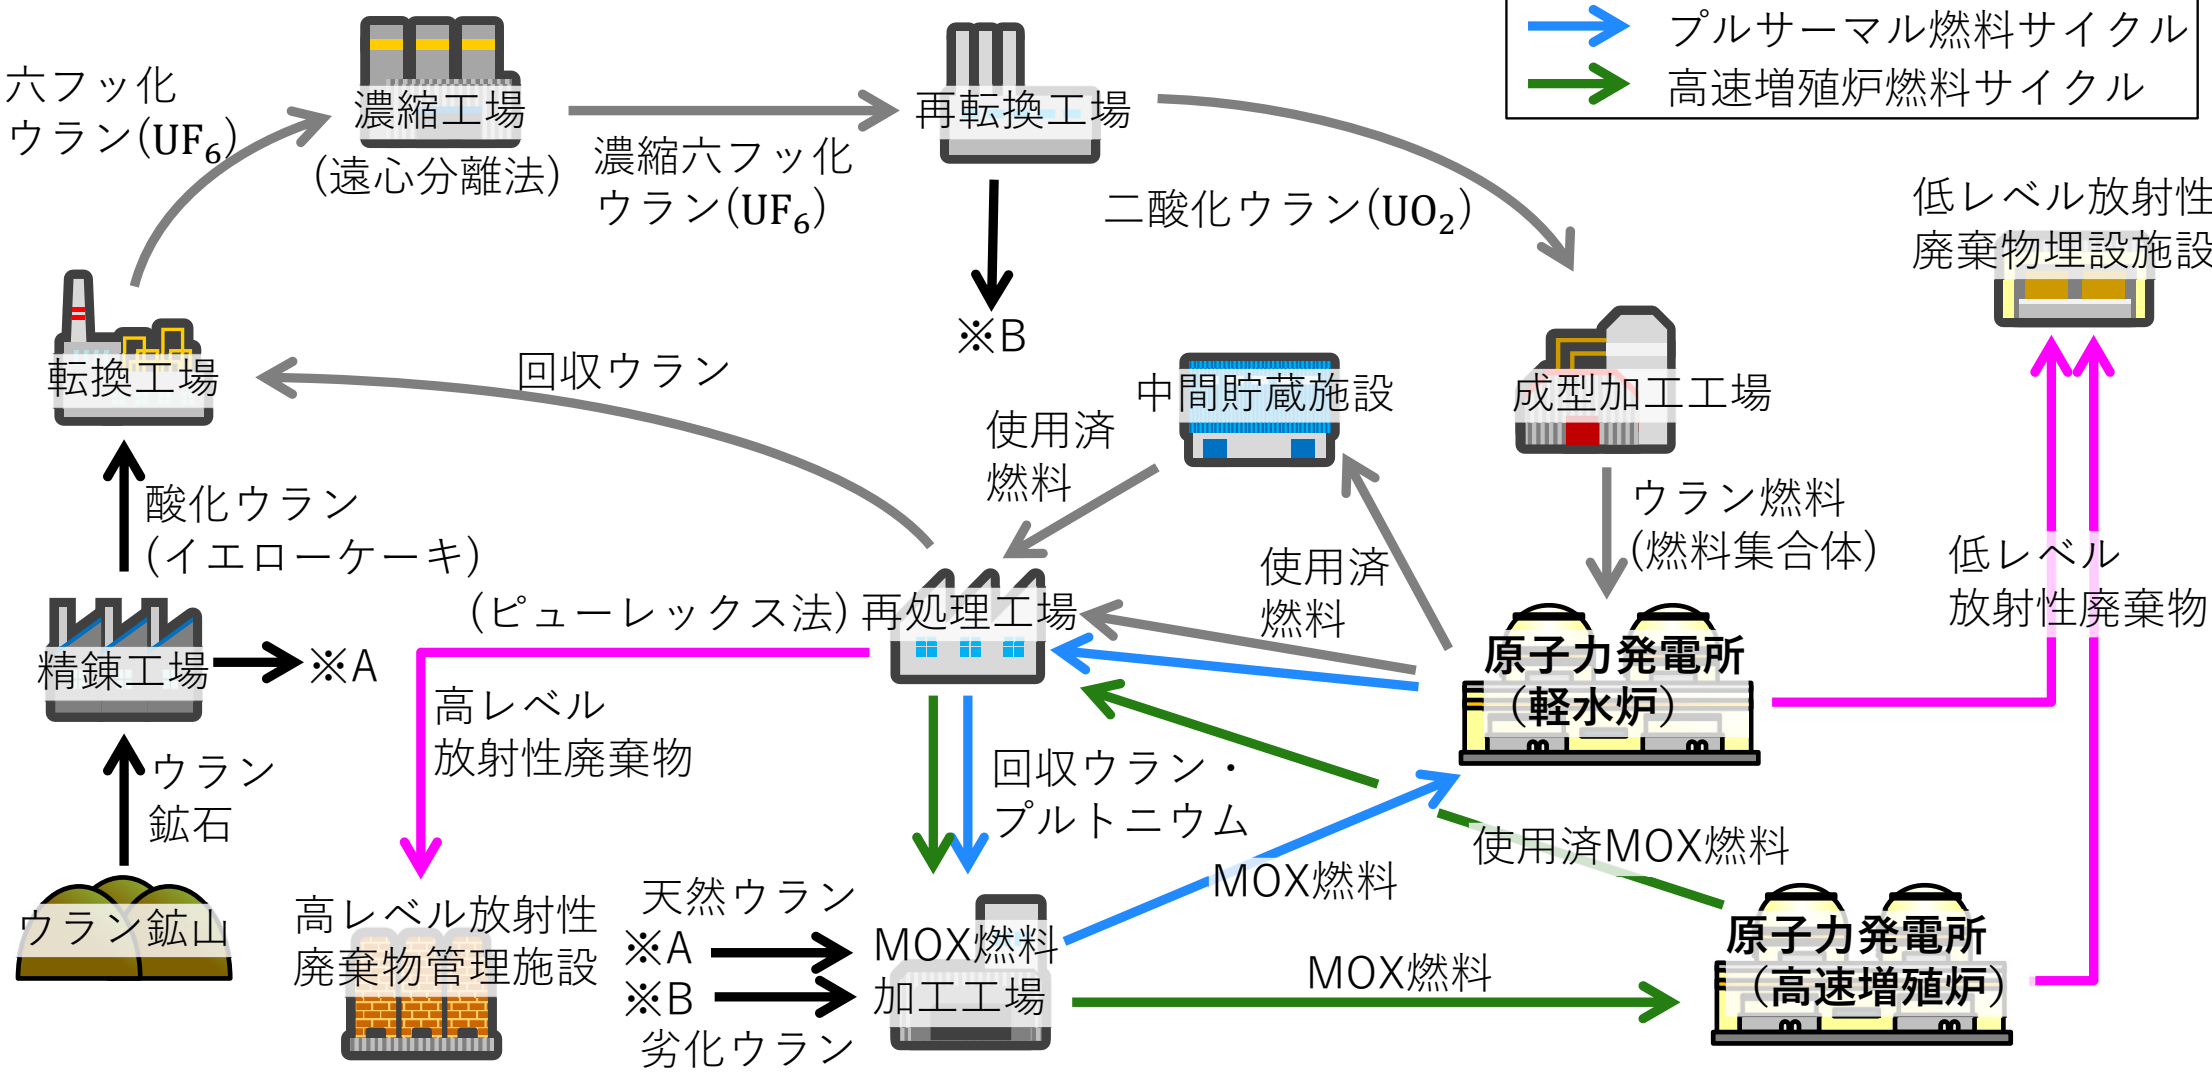 プルサーマル燃料サイクル
高速増殖炉燃料サイクル
六フッ化
ウラン(UF₆)
濃縮工場
(遠心分離法)
濃縮六フッ化
ウラン(UF₆)
再転換工場
二酸化ウラン(UO₂)
※B
低レベル放射性
廃棄物埋設施設
転換工場
回収ウラン
中間貯蔵施設
成型加工工場
使用済
燃料
酸化ウラン
(イエローケーキ)
ウラン燃料
(燃料集合体)
使用済
燃料
低レベル
放射性廃棄物
(ピューレックス法)
再処理工場
精錬工場
※A
原子力発電所
(軽水炉)
高レベル
放射性廃棄物
ウラン
鉱石
回収ウラン・
プルトニウム
使用済MOX燃料
MOX燃料
ウラン鉱山
高レベル放射性
廃棄物管理施設
天然ウラン
※A
※B
劣化ウラン
MOX燃料
加工工場
MOX燃料
原子力発電所
(高速増殖炉)